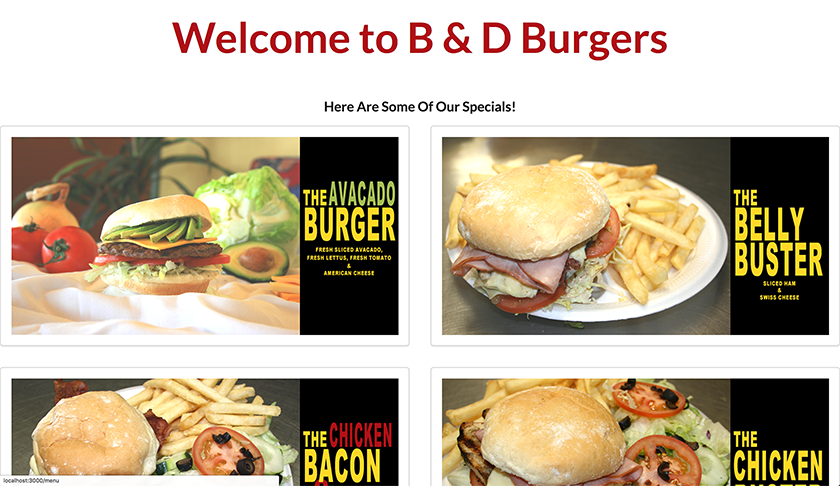 Welcome to B & D Burgers
Here Are Some Of Our Specials!
THE AVACADO
BURGER
FRESH SLICED AVACADO,
FRESH LETTUS, FRESH TOMATO
&
AMERICAN CHEESE
THE
BELLY
BUSTER
SLICED HAM
&
SWISS CHEESE
THE CHICKEN
BACON
THE
CHICKEN
localhost:3000/menu